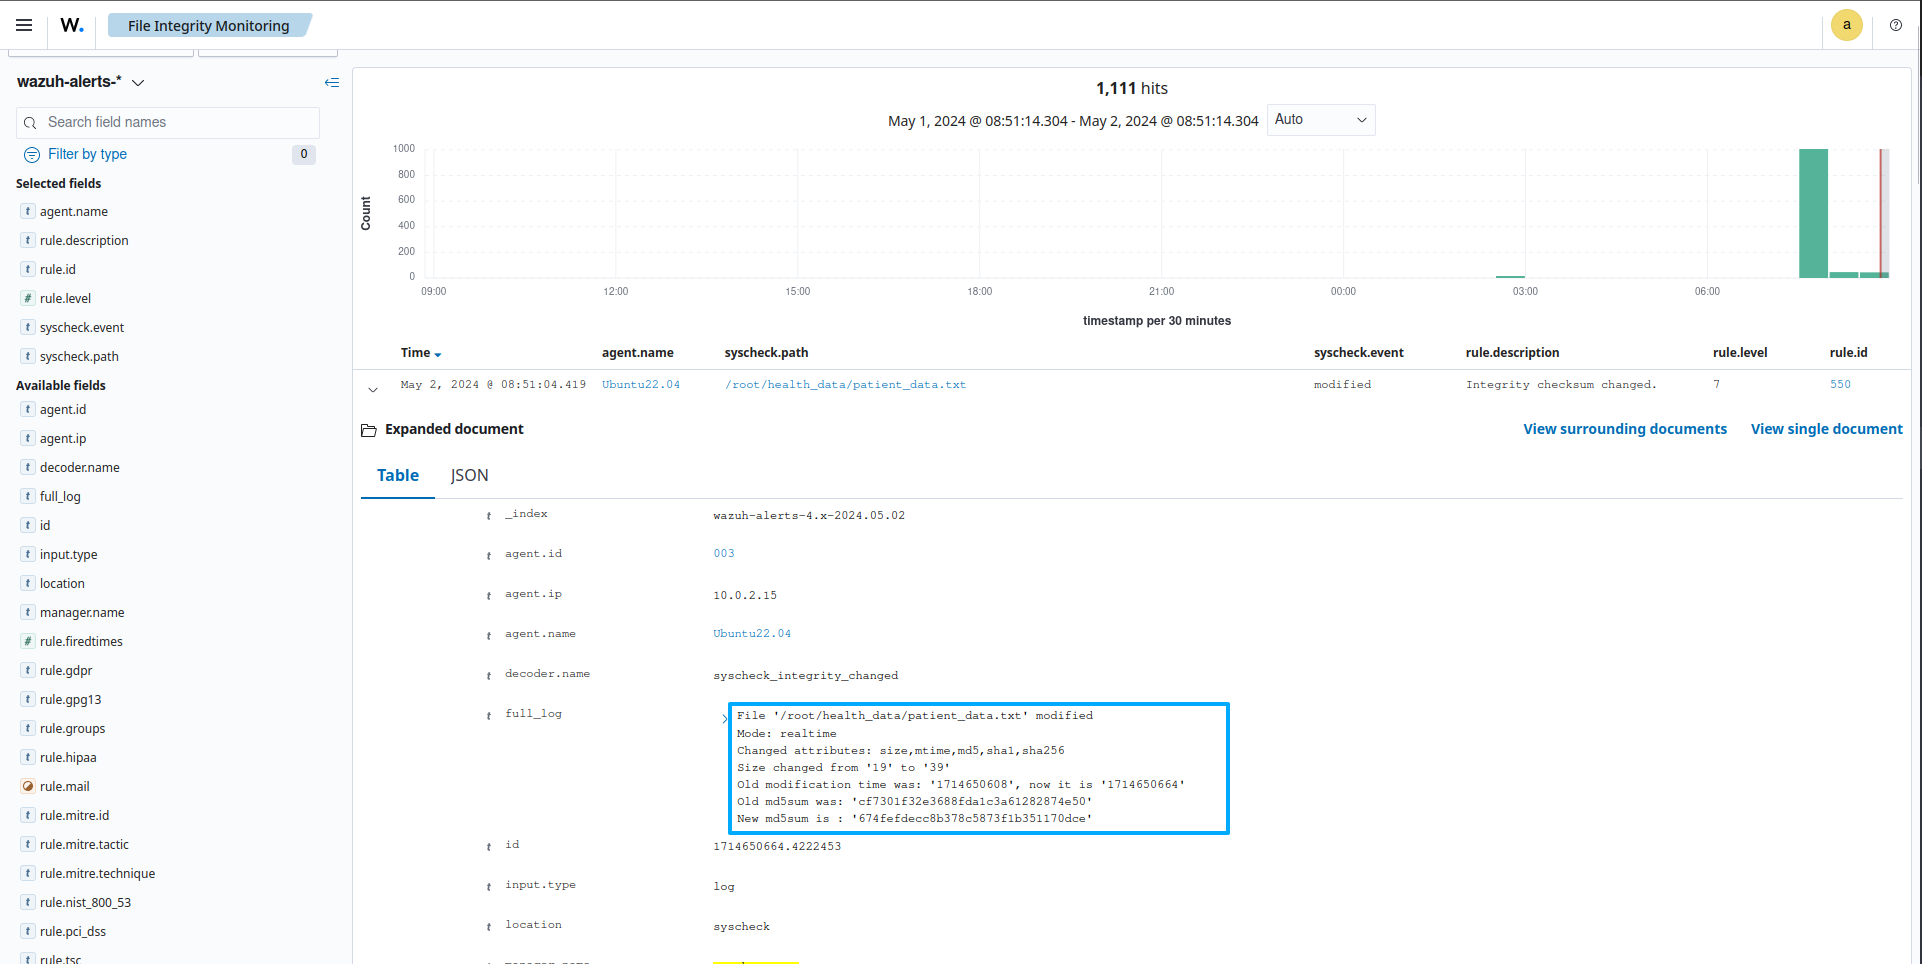 W.
File Integrity Monitoring
a
wazuh-alerts-*
Search field names
Filter by type
0
Selected fields
t agent.name
t rule.description
t rule.id
# rule.level
t syscheck.event
t syscheck.path
Available fields
t agent.id
t agent.ip
t decoder.name
t full_log
t id
t input.type
t location
t manager.name
# rule.firedtimes
t rule.gdpr
t rule.gpg13
t rule.groups
t rule.hipaa
rule.mail
t rule.mitre.id
t rule.mitre.tactic
t rule.mitre.technique
t rule.nist_800_53
t rule.pci_dss
t rule.tsc
1,111 hits
May 1, 2024 @ 08:51:14.304 - May 2, 2024 @ 08:51:14.304 Auto
Count
1000
800
600
400
200
0
09:00 12:00 15:00 18:00 21:00 00:00 03:00 06:00
timestamp per 30 minutes
Time agent.name syscheck.path syscheck.event rule.description rule.level rule.id
May 2, 2024 @ 08:51:04.419 Ubuntu22.04 /root/health_data/patient_data.txt modified Integrity checksum changed. 7 550
Expanded document
View surrounding documents View single document
Table JSON
t _index wazuh-alerts-4.x-2024.05.02
t agent.id 003
t agent.ip 10.0.2.15
t agent.name Ubuntu22.04
t decoder.name syscheck_integrity_changed
t full_log
File '/root/health_data/patient_data.txt' modified
Mode: realtime
Changed attributes: size,mtime,md5,sha1,sha256
Size changed from '19' to '39'
Old modification time was: '1714650608', now it is '1714650664'
Old md5sum was: 'cf7301f32e3688fda1c3a61282874e50'
New md5sum is : '674fefdecc8b378c5873f1b351170dce'
t id 1714650664.4222453
t input.type log
t location syscheck